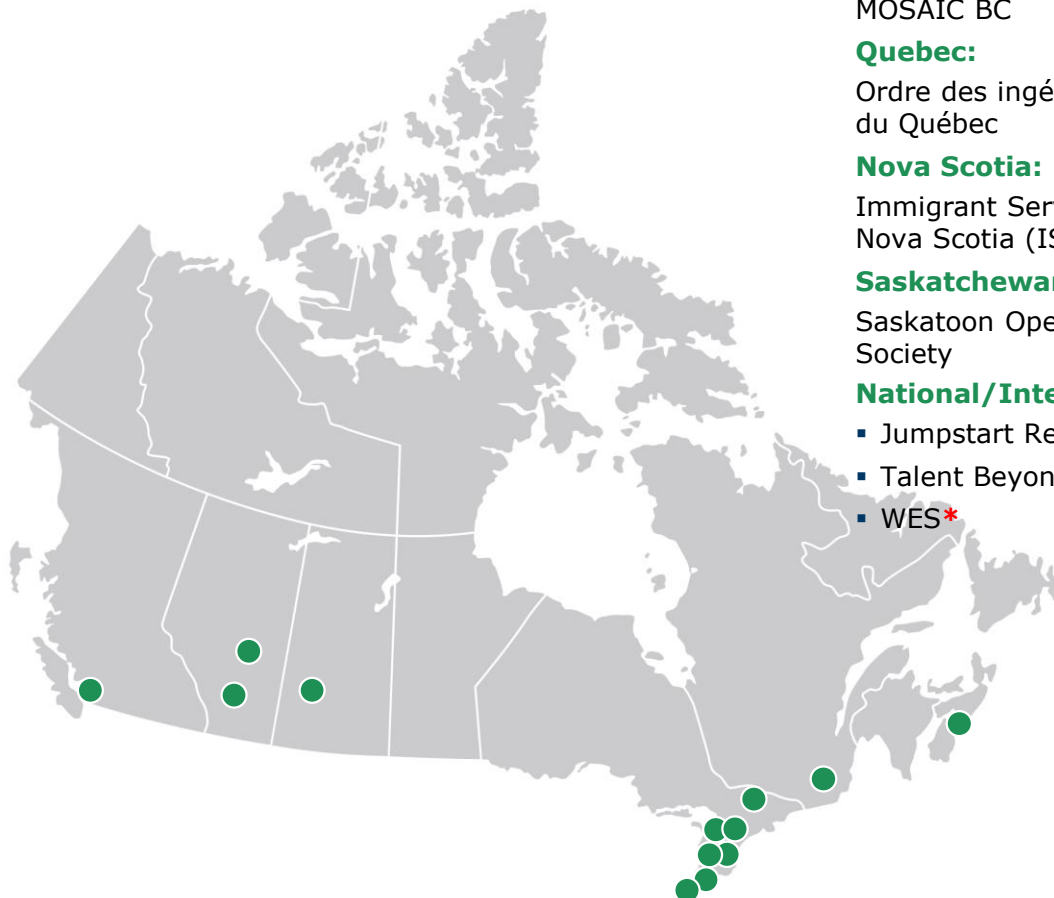 MOSAIC BC
Quebec:
Ordre des ingé
du Québec
Nova Scotia:
Immigrant Ser
Nova Scotia (IS
Saskatchewa
Saskatoon Ope
Society
National/Inte
▪ Jumpstart Re
▪ Talent Beyon
▪ WES*